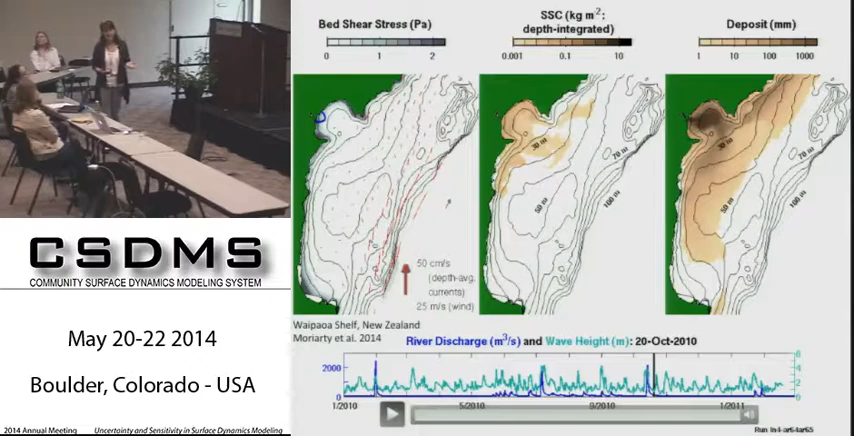 Bed Shear Stress (Pa)
0 1 2
SSC (kg m²:
depth-integrated)
0.001 0.1 10
Deposit (mm)
1 10 100 1000
30 m
70 m
50 m
100 m
30 m
70 m
50 m
100 m
50 cm/s
(depth-avg.
currents)
25 m/s (wind)
Waipaoa Shelf, New Zealand
Moriarty et al. 2014
River Discharge (m³/s) and Wave Height (m): 20-Oct-2010
2000
0
6
4
2
0
1/2010 5/2010 9/2010 1/2011
CSDMS
COMMUNITY SURFACE DYNAMICS MODELING SYSTEM
May 20-22 2014
Boulder, Colorado - USA
2014 Annual Meeting Uncertainty and Sensitivity in Surface Dynamics Modeling